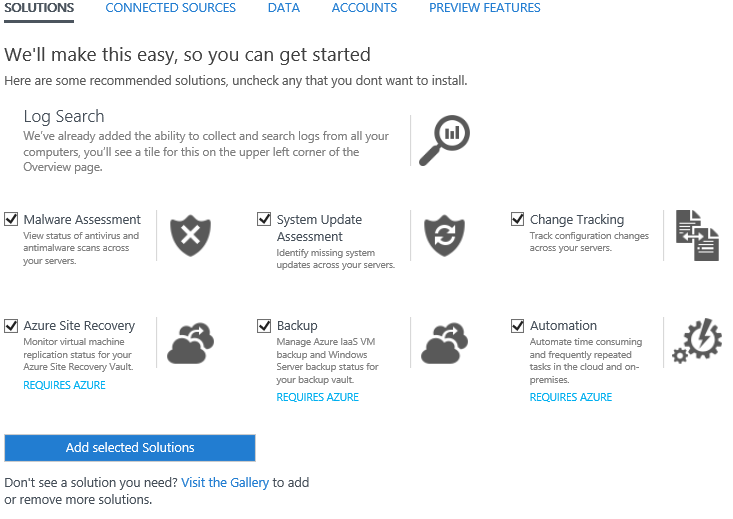 SOLUTIONS CONNECTED SOURCES DATA ACCOUNTS PREVIEW FEATURES
We'll make this easy, so you can get started
Here are some recommended solutions, uncheck any that you dont want to install.
Log Search
We've already added the ability to collect and search logs from all your
computers, you'll see a tile for this on the upper left corner of the
Overview page.
Malware Assessment
View status of antivirus and
antimalware scans across
your servers.
System Update
Assessment
Identify missing system
updates across your servers.
Change Tracking
Track configuration changes
across your servers.
Azure Site Recovery
Monitor virtual machine
replication status for your
Azure Site Recovery Vault.
REQUIRES AZURE
Backup
Manage Azure IaaS VM
backup and Windows
Server backup status for
your backup vault.
REQUIRES AZURE
Automation
Automate time consuming
and frequently repeated
tasks in the cloud and on-
premises.
REQUIRES AZURE
Add selected Solutions
Don't see a solution you need? Visit the Gallery to add
or remove more solutions.